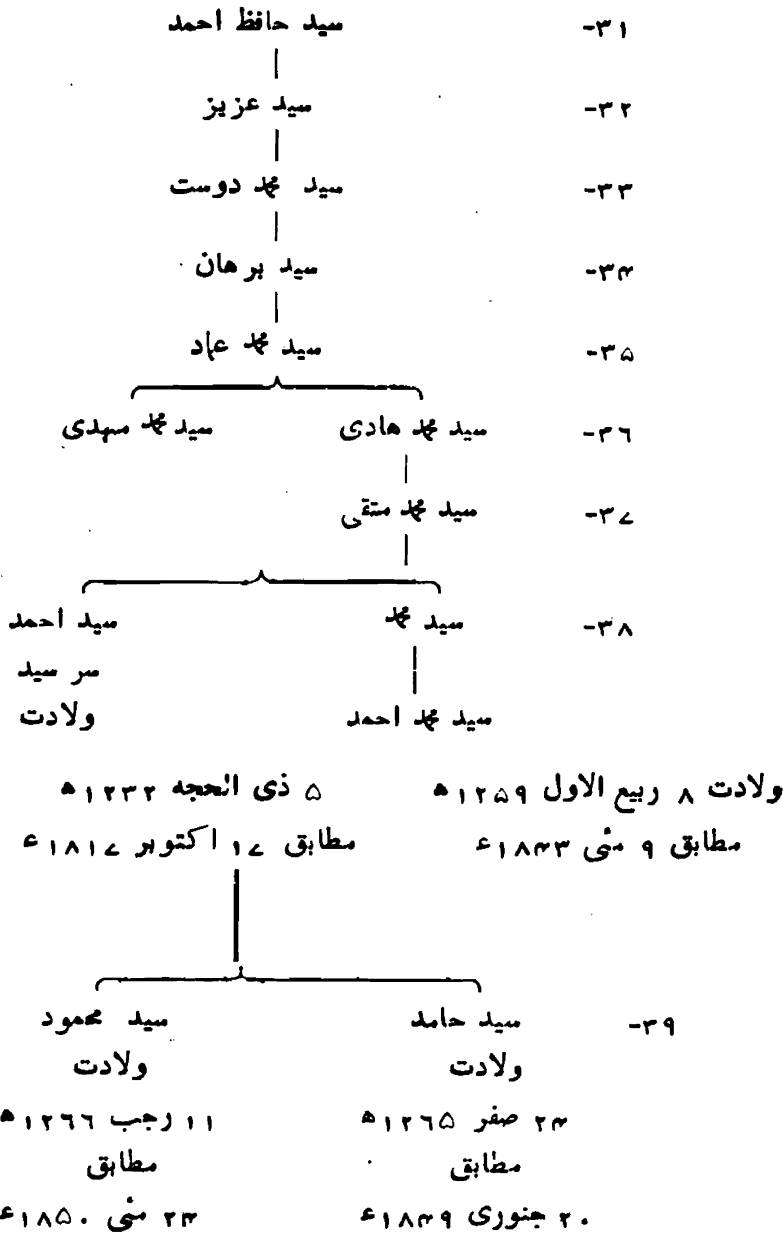 ۳۱- سید حافظ احمد
۳۲- سید عزیز
۳۳- سید محمد دوست
۳۴- سید برهان
۳۵- سید محمد عماد
۳۶- سید محمد هادی سید محمد مہدی
۳۷- سید محمد متقی
۳۸- سید محمد سید احمد
سر سید
سید محمد احمد ولادت
ولادت ۸ ربیع الاول ۱۲۵۹ھ ۵ ذی الحجه ۱۲۳۲ھ
مطابق ۹ مئی ۱۸۴۳ء مطابق ۱۷ اکتوبر ۱۸۱۷ء
۳۹- سید حامد سید محمود
ولادت ولادت
۲۴ صفر ۱۲۶۵ھ ۱۱ رجب ۱۲۶۶ھ
مطابق مطابق
۲۰ جنوری ۱۸۴۹ء ۲۴ مئی ۱۸۵۰ء